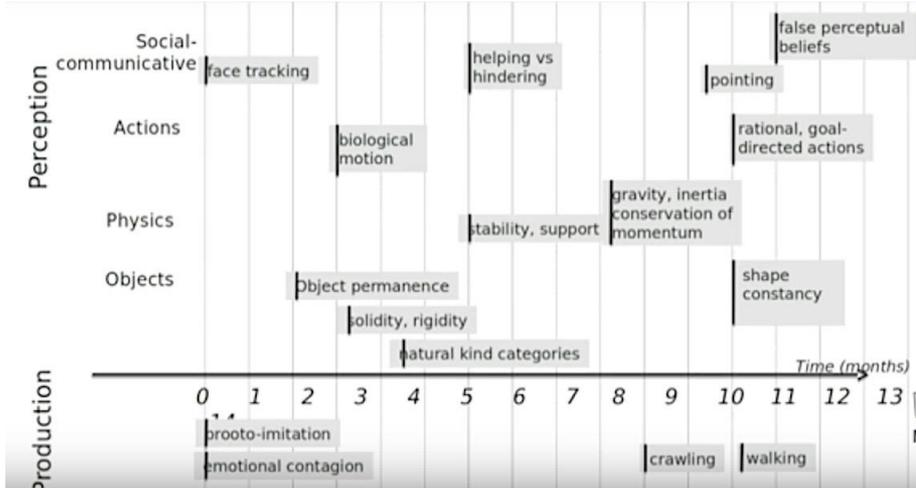 Perception
Social-
communicative
face tracking
helping vs
hindering
false perceptual
beliefs
pointing
Actions
biological
motion
rational, goal-
directed actions
Physics
stability, support
gravity, inertia
conservation of
momentum
Objects
Object permanence
shape
constancy
solidity, rigidity
natural kind categories
Time (months)
0 1 2 3 4 5 6 7 8 9 10 11 12 13
14
Production
prooto-imitation
emotional contagion
crawling
walking